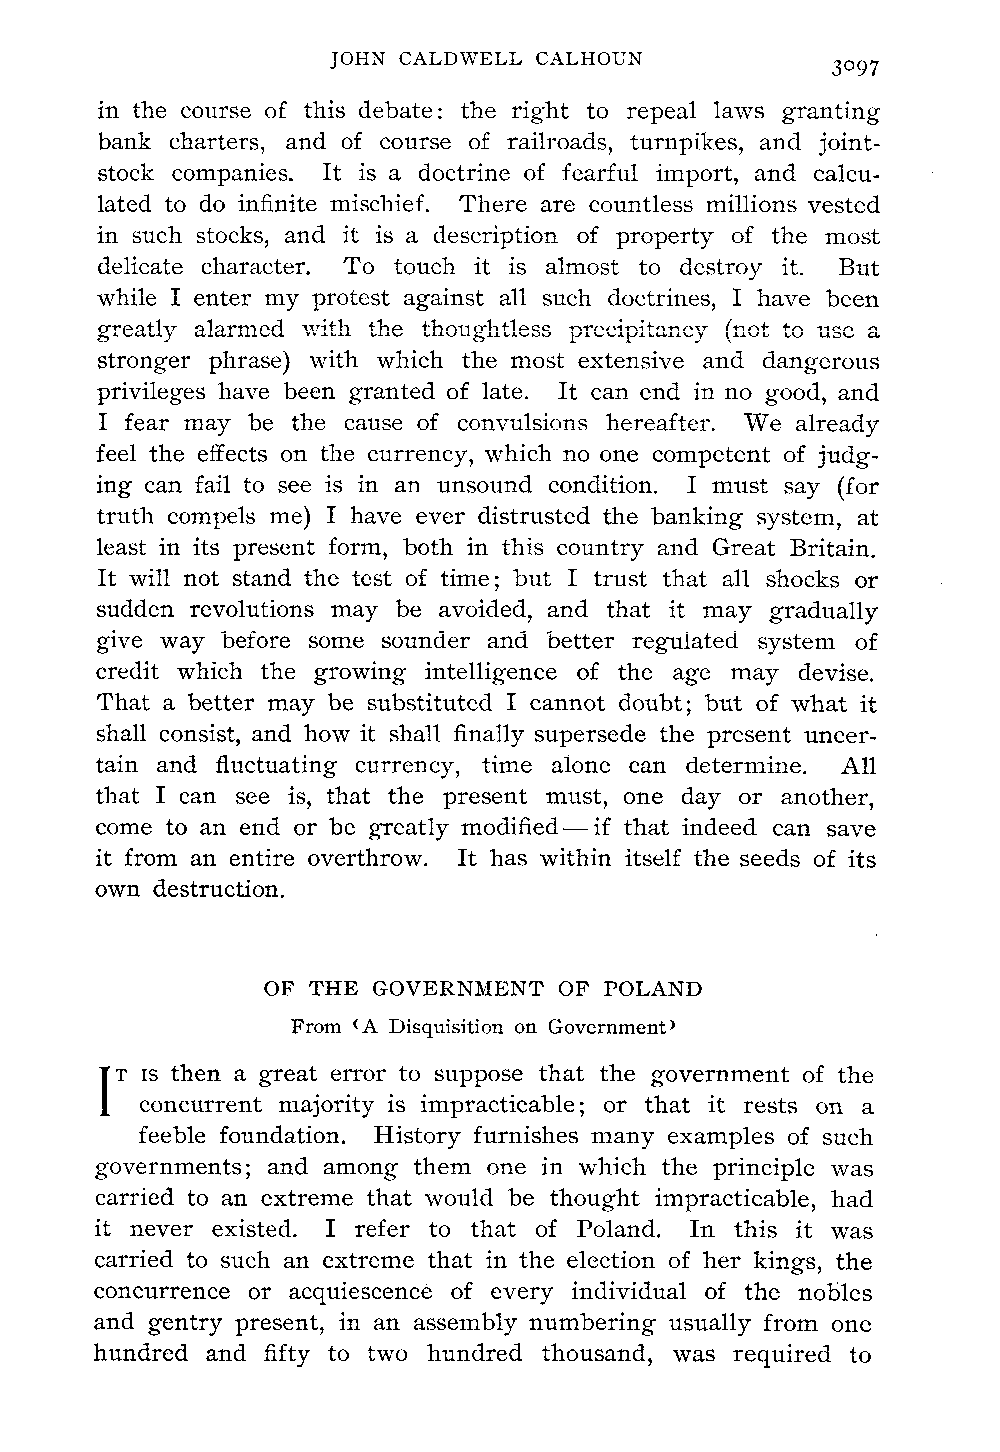 JOHN CALDWELL CALHOUN
3097
in the course of this debate: the right to repeal laws granting
bank charters, and of course of railroads, turnpikes, and joint-
stock companies. It is a doctrine of fearful import, and calcu-
lated to do infinite mischief. There are countless millions vested
in such stocks, and it is a description of property of the most
delicate character. To touch it is almost to destroy it. But
while I enter my protest against all such doctrines, I have been
greatly alarmed with the thoughtless precipitancy (not to use a
stronger phrase) with which the most extensive and dangerous
privileges have been granted of late. It can end in no good, and
I fear may be the cause of convulsions hereafter. We already
feel the effects on the currency, which no one competent of judg-
ing can fail to see is in an unsound condition. I must say (for
truth compels me) I have ever distrusted the banking system, at
least in its present form, both in this country and Great Britain.
It will not stand the test of time; but I trust that all shocks or
sudden revolutions may be avoided, and that it may gradually
give way before some sounder and better regulated system of
credit which the growing intelligence of the age may devise.
That a better may be substituted I cannot doubt; but of what it
shall consist, and how it shall finally supersede the present uncer-
tain and fluctuating currency, time alone can determine. All
that I can see is, that the present must, one day or another,
come to an end or be greatly modified—if that indeed can save
it from an entire overthrow. It has within itself the seeds of its
own destruction.
OF THE GOVERNMENT OF POLAND
From ‹A Disquisition on Government›
IT IS then a great error to suppose that the government of the
concurrent majority is impracticable; or that it rests on a
feeble foundation. History furnishes many examples of such
governments; and among them one in which the principle was
carried to an extreme that would be thought impracticable, had
it never existed. I refer to that of Poland. In this it was
carried to such an extreme that in the election of her kings, the
concurrence or acquiescence of every individual of the nobles
and gentry present, in an assembly numbering usually from one
hundred and fifty to two hundred thousand, was required to